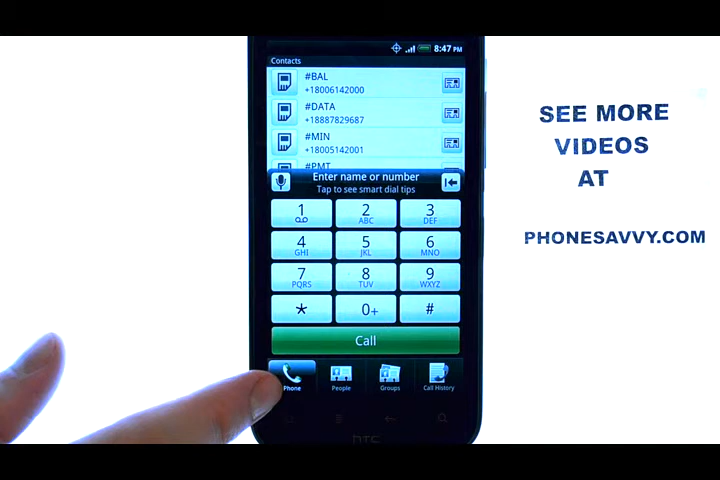 8:47 PM
Contacts
#BAL
+18006142000
#DATA
+18887829687
#MIN
+18005142001
#PMT
Enter name or number
Tap to see smart dial tips
1
2 ABC
3 DEF
4 GHI
5 JKL
6 MNO
7 PQRS
8 TUV
9 WXYZ
*
0+
#
Call
Phone
People
Groups
Call History
hTC
SEE MORE
VIDEOS
AT
PHONESAVVY.COM